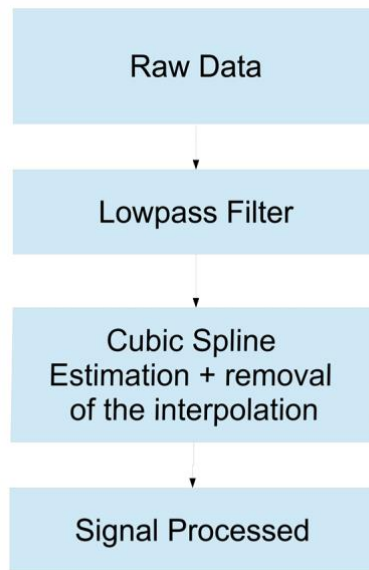 Raw Data
Lowpass Filter
Cubic Spline
Estimation + removal
of the interpolation
Signal Processed